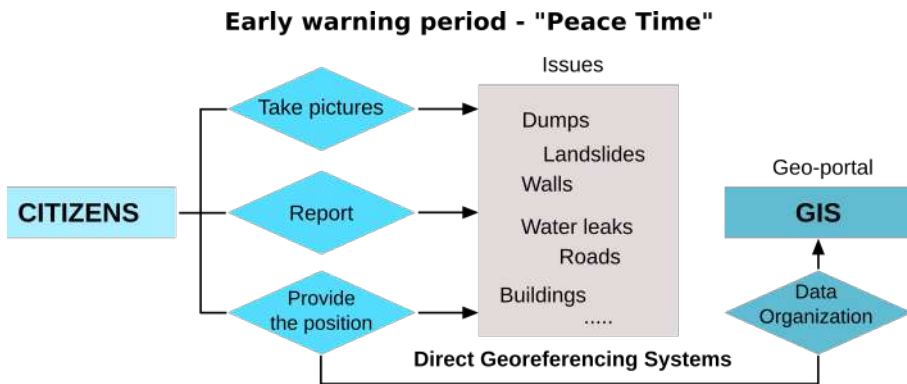 Early warning period - "Peace Time"
Issues
Take pictures
Dumps
Landslides
Geo-portal
CITIZENS
Report
Walls
GIS
Water leaks
Roads
Provide
the position
Buildings
.....
Data
Organization
Direct Georeferencing Systems